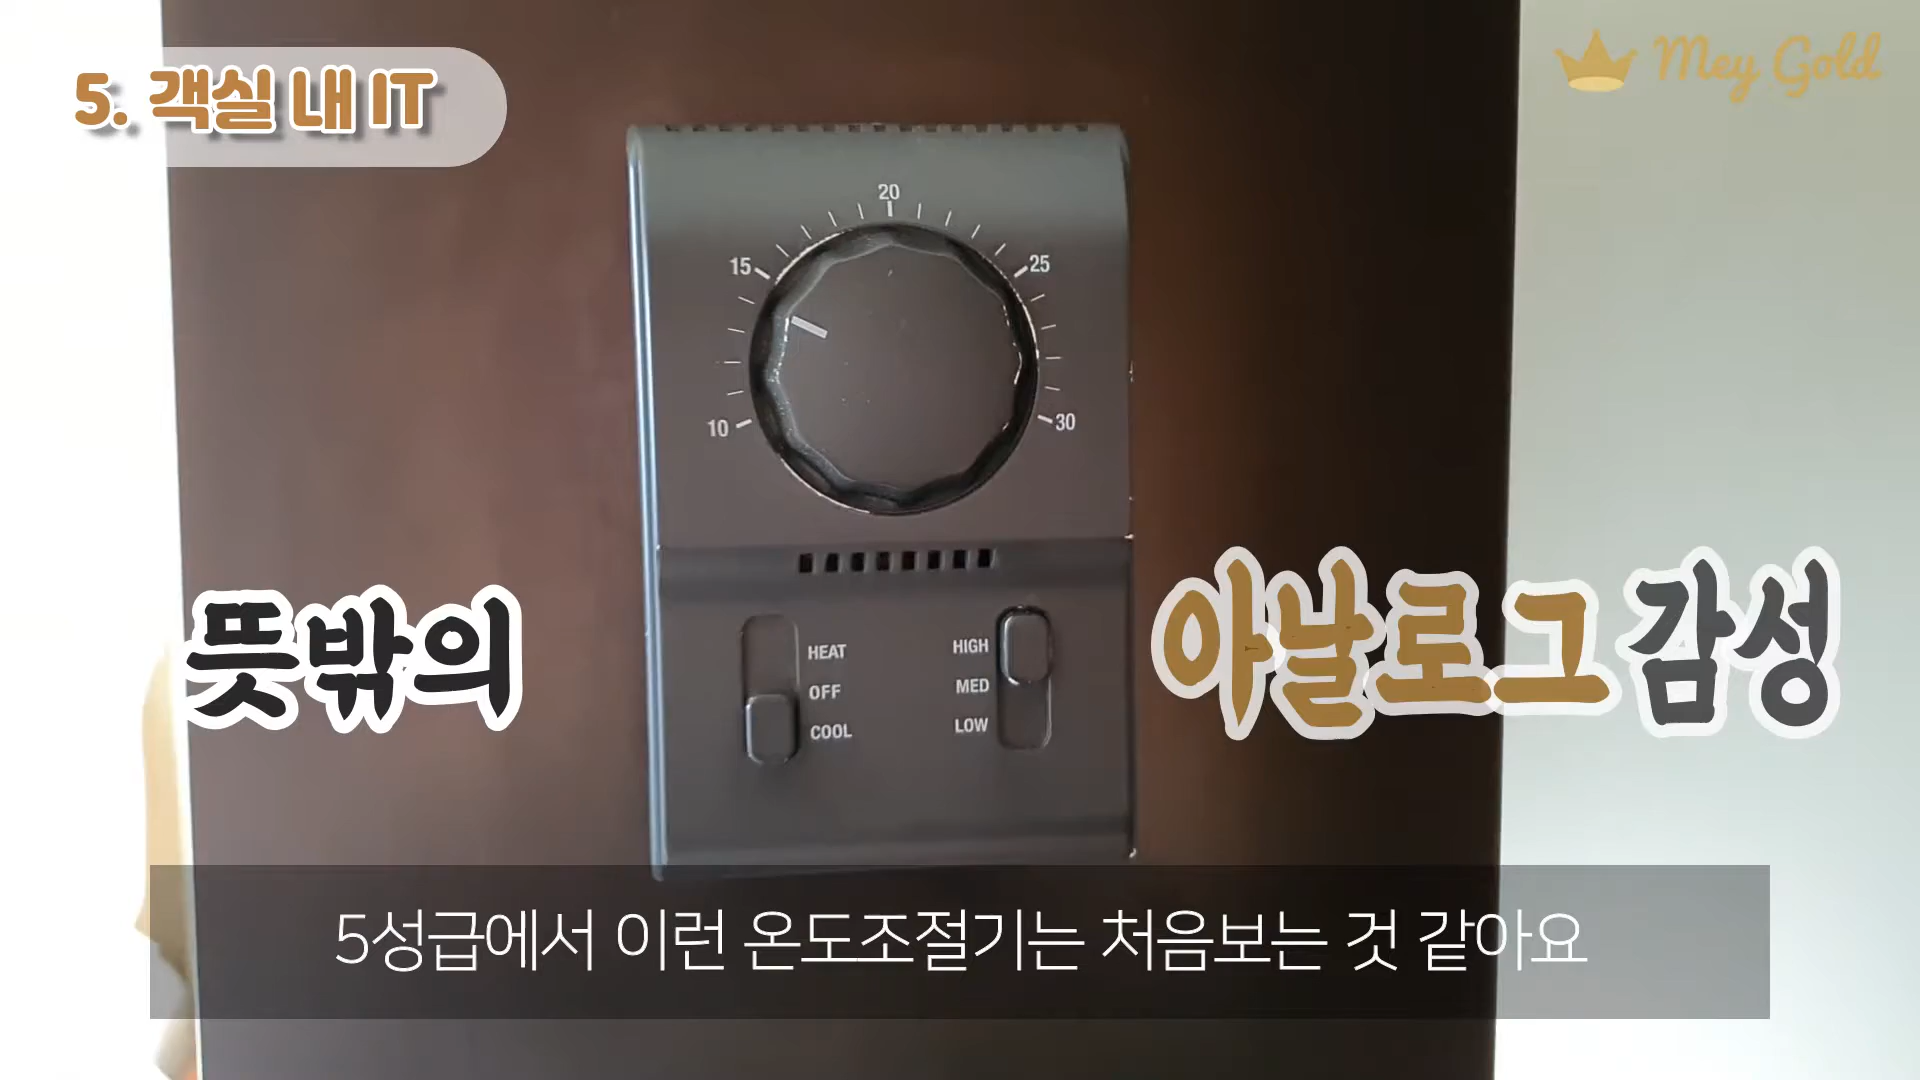 5. 객실 내 IT
Mey Gold
20
15
25
10
30
뜻밖의
아날로그 감성
HEAT
OFF
COOL
HIGH
MED
LOW
5성급에서 이런 온도조절기는 처음보는 것 같아요